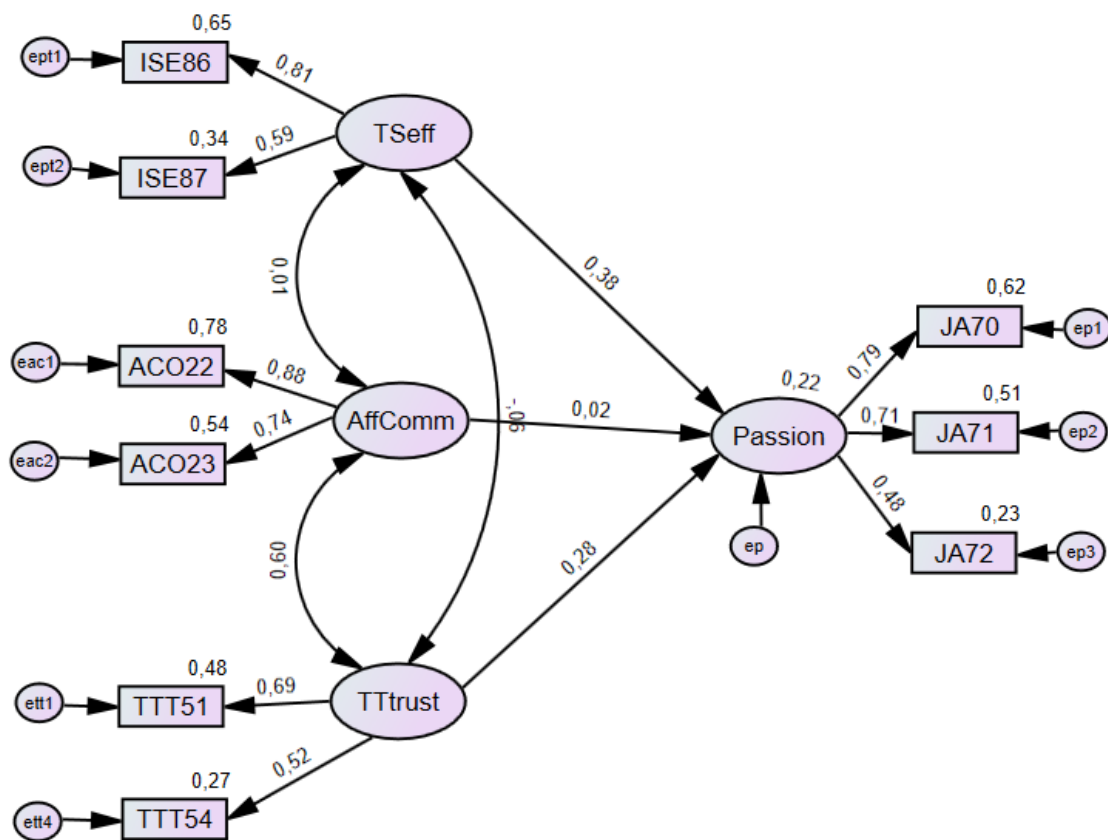 0,65
ept1
ISE86
0,81
TSeff
0,34
0,59
ept2
ISE87
0,01
0,38
0,78
eac1
ACO22
0,88
0,54
0,74
eac2
ACO23
AffComm
0,02
-,06
0,22
Passion
ep
0,62
JA70
ep1
0,79
0,51
0,71
JA71
ep2
0,48
0,23
JA72
ep3
0,60
0,28
0,48
ett1
TTT51
0,69
TTtrust
0,52
0,27
ett4
TTT54